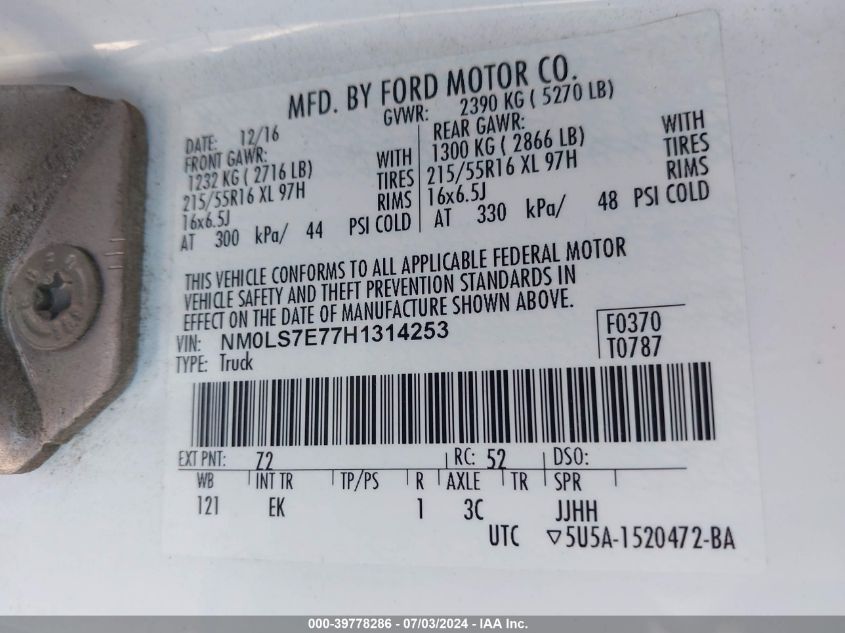 MFD. BY FORD MOTOR CO.
DATE: 12/16
GVWR: 2390 KG ( 5270 LB)
FRONT GAWR:
1232 KG ( 2716 LB) WITH
215/55R16 XL 97H TIRES
16x6.5J RIMS
AT 300 kPa/ 44 PSI COLD
REAR GAWR: WITH
1300 KG ( 2866 LB) TIRES
215/55R16 XL 97H RIMS
16x6.5J
AT 330 kPa/ 48 PSI COLD
THIS VEHICLE CONFORMS TO ALL APPLICABLE FEDERAL MOTOR
VEHICLE SAFETY AND THEFT PREVENTION STANDARDS IN
EFFECT ON THE DATE OF MANUFACTURE SHOWN ABOVE.
VIN: NM0LS7E77H1314253
TYPE: Truck
F0370
T0787
EXT PNT: Z2 RC: 52 DSO:
WB INT TR TP/PS R AXLE TR SPR
121 EK 1 3C JJHH
UTC ▽5U5A-1520472-BA
000-39778286 - 07/03/2024 - IAA Inc.